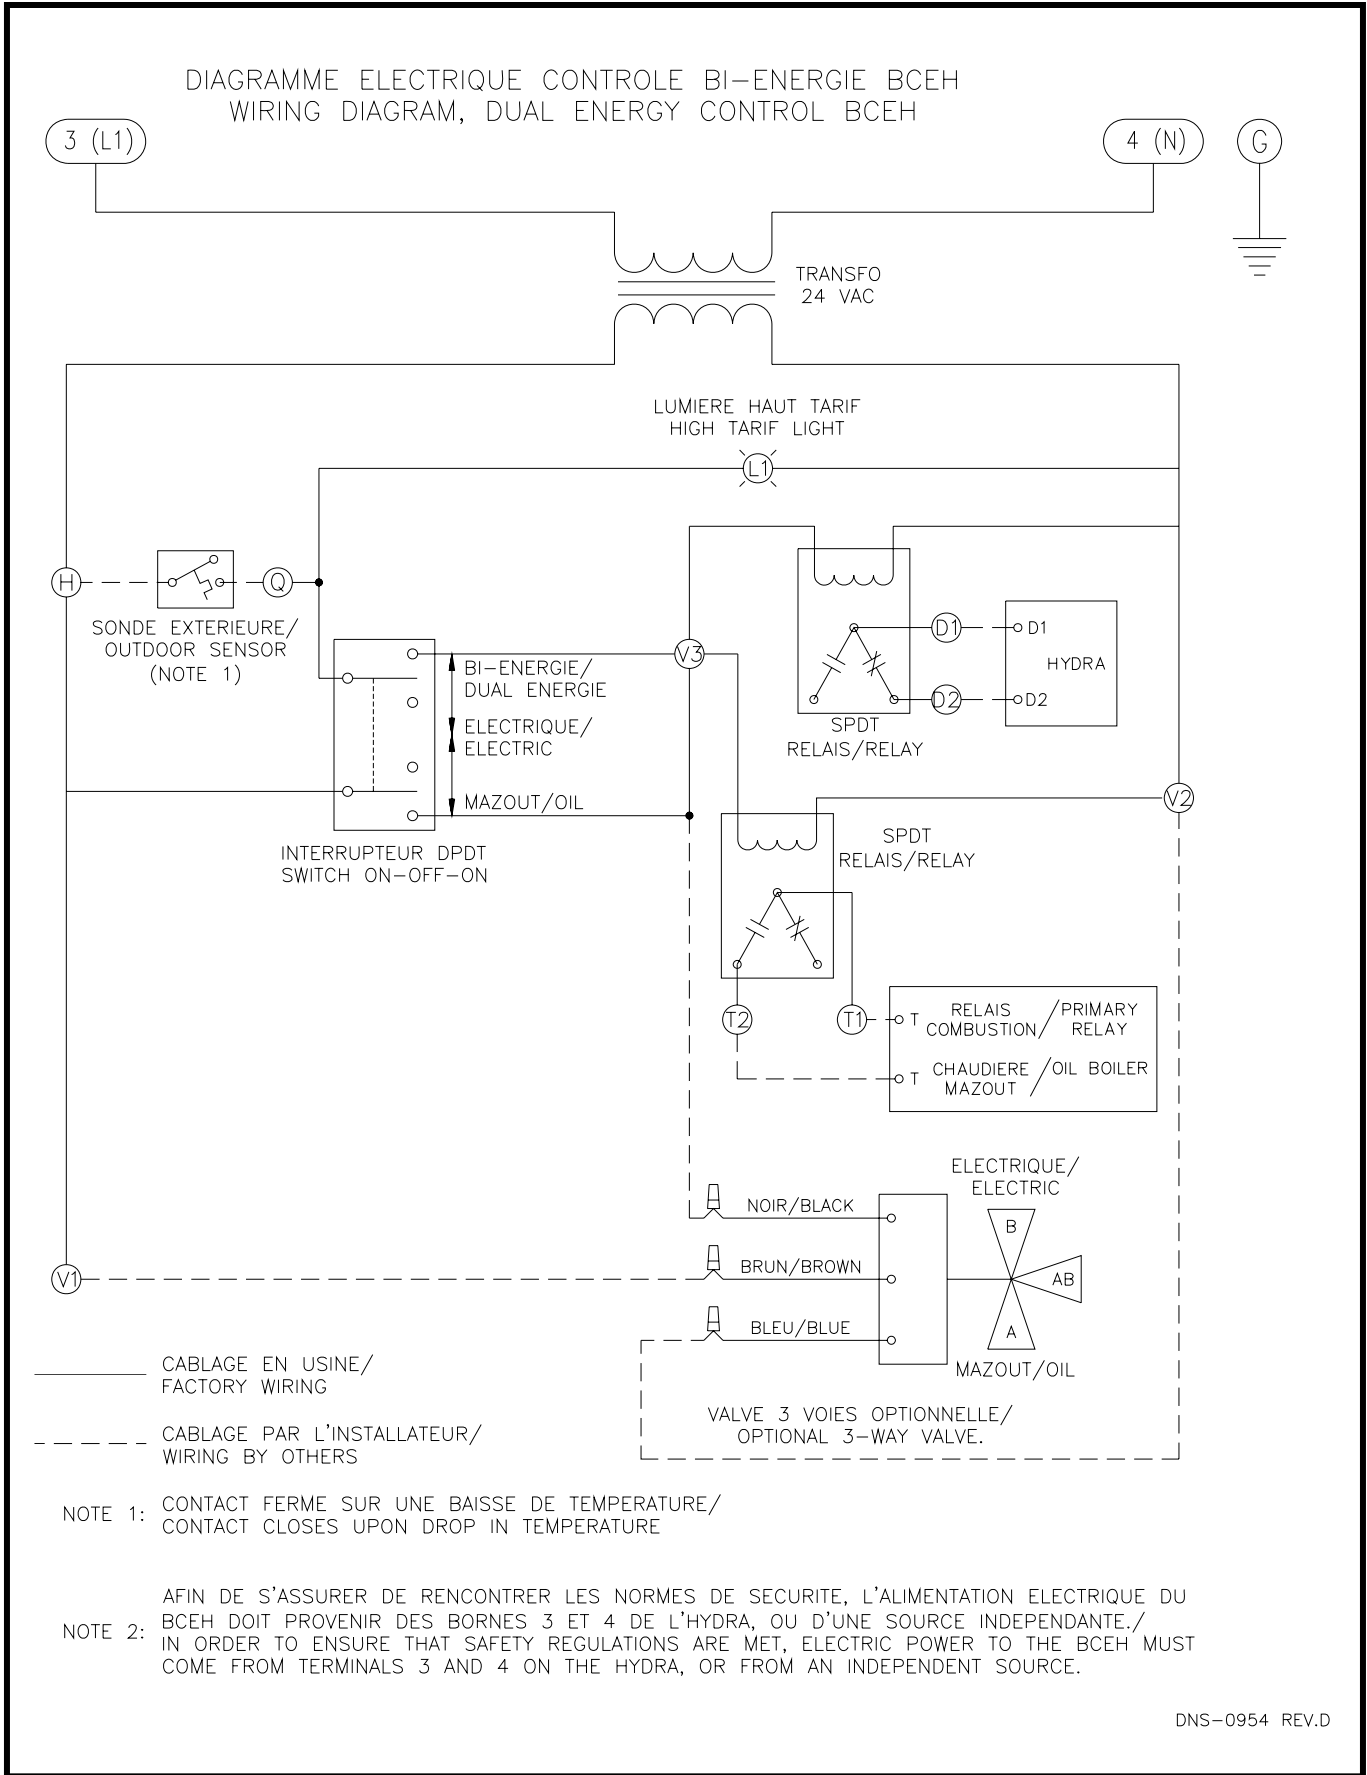 DIAGRAMME ELECTRIQUE CONTROLE BI-ENERGIE BCEH
WIRING DIAGRAM, DUAL ENERGY CONTROL BCEH
3 (L1)
4 (N)
G
TRANSFO
24 VAC
LUMIERE HAUT TARIF
HIGH TARIF LIGHT
L1
H
Q
SONDE EXTERIEURE/
OUTDOOR SENSOR
(NOTE 1)
V3
D1
D1
HYDRA
D2
D2
BI-ENERGIE/
DUAL ENERGIE
ELECTRIQUE/
ELECTRIC
MAZOUT/OIL
SPDT
RELAIS/RELAY
V2
INTERRUPTEUR DPDT
SWITCH ON-OFF-ON
SPDT
RELAIS/RELAY
T2
T1
T
RELAIS
COMBUSTION
/PRIMARY
RELAY
T
CHAUDIERE
MAZOUT
/OIL BOILER
ELECTRIQUE/
ELECTRIC
NOIR/BLACK
B
V1
BRUN/BROWN
AB
BLEU/BLUE
A
MAZOUT/OIL
CABLAGE EN USINE/
FACTORY WIRING
VALVE 3 VOIES OPTIONNELLE/
OPTIONAL 3-WAY VALVE.
CABLAGE PAR L'INSTALLATEUR/
WIRING BY OTHERS
NOTE 1:
CONTACT FERME SUR UNE BAISSE DE TEMPERATURE/
CONTACT CLOSES UPON DROP IN TEMPERATURE
NOTE 2:
AFIN DE S'ASSURER DE RENCONTRER LES NORMES DE SECURITE, L'ALIMENTATION ELECTRIQUE DU
BCEH DOIT PROVENIR DES BORNES 3 ET 4 DE L'HYDRA, OU D'UNE SOURCE INDEPENDANTE./
IN ORDER TO ENSURE THAT SAFETY REGULATIONS ARE MET, ELECTRIC POWER TO THE BCEH MUST
COME FROM TERMINALS 3 AND 4 ON THE HYDRA, OR FROM AN INDEPENDENT SOURCE.
DNS-0954 REV.D